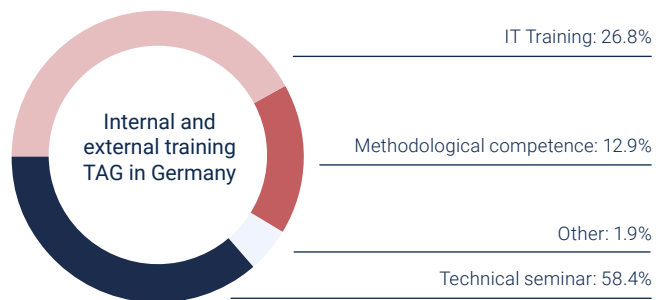 Internal and
external training
TAG in Germany
IT Training: 26.8%
Methodological competence: 12.9%
Other: 1.9%
Technical seminar: 58.4%